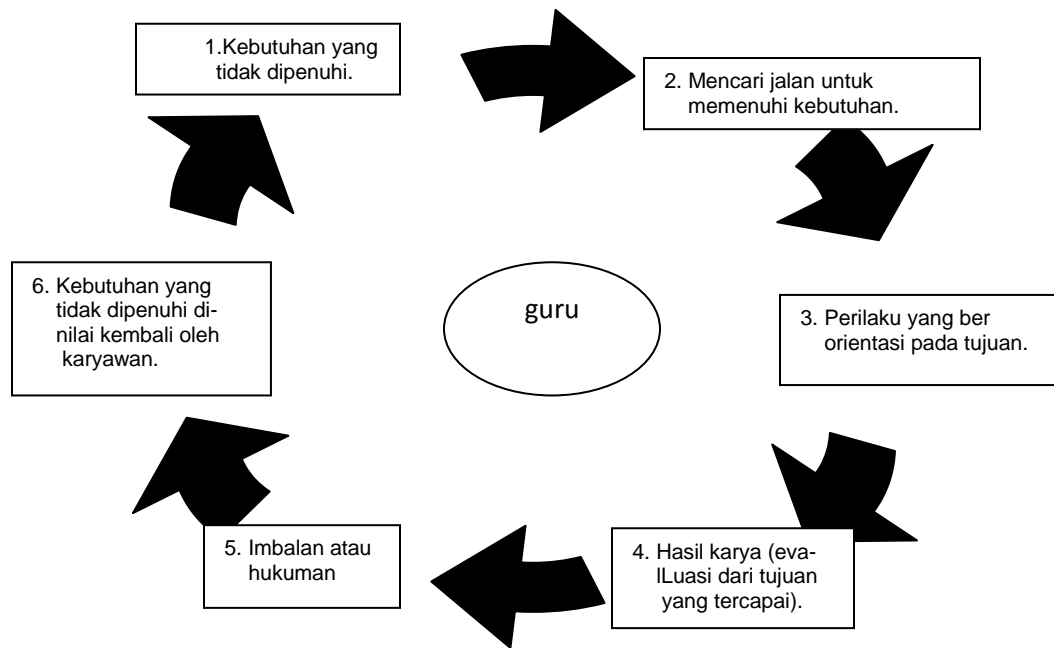 1.Kebutuhan yang
tidak dipenuhi.
2. Mencari jalan untuk
memenuhi kebutuhan.
3. Perilaku yang ber
orientasi pada tujuan.
4. Hasil karya (eva-
lLuasi dari tujuan
yang tercapai).
5. Imbalan atau
hukuman
6. Kebutuhan yang
tidak dipenuhi di-
nilai kembali oleh
karyawan.
guru